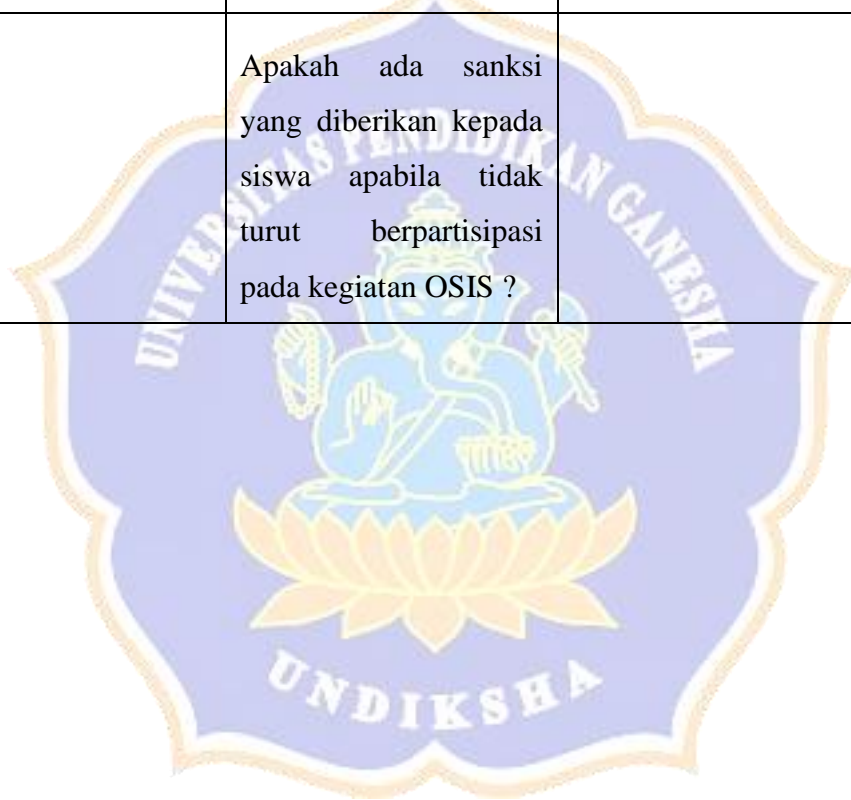 Apakah ada sanksi
yang diberikan kepada
siswa apabila tidak
turut berpartisipasi
pada kegiatan OSIS ?
UNIVERSITAS PENDIDIKAN GANESHA
UNDIKSHA